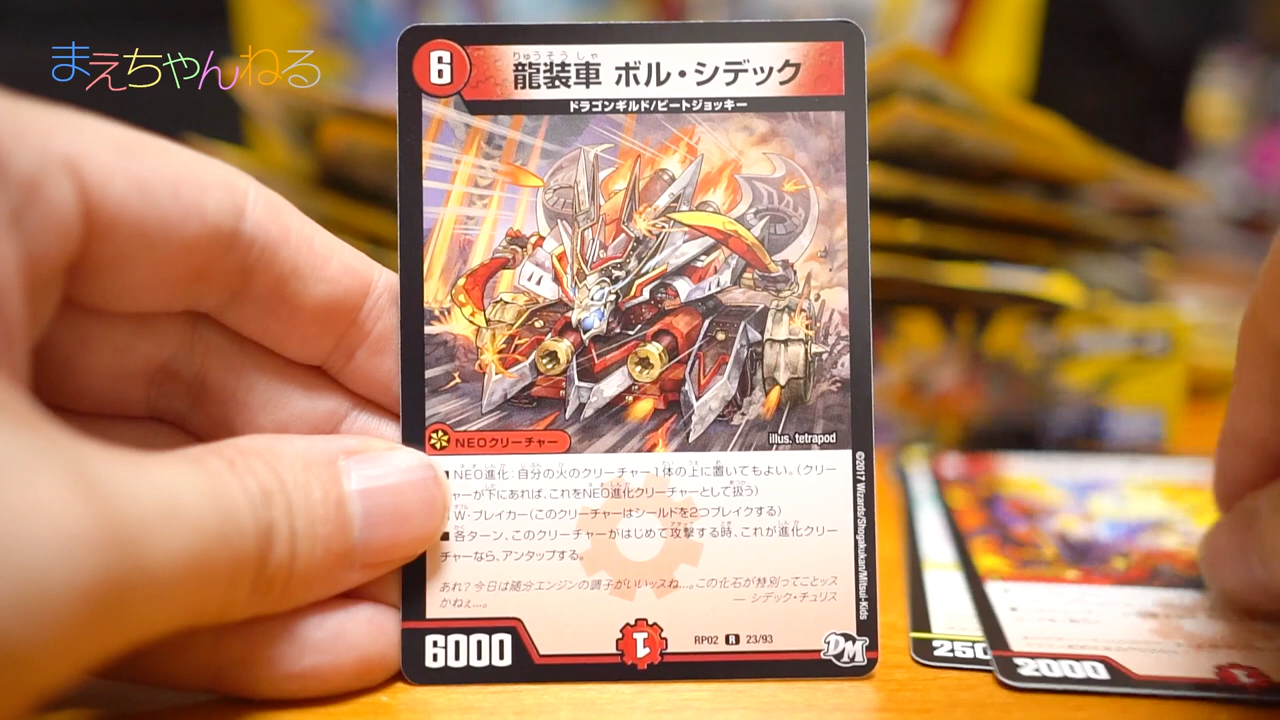 まえちゃんねる
6
りゅうそうしゃ
龍装車 ボル・シデック
ドラゴンギルド/ビートジョッキー
illus. tetrapod
NEOクリーチャー
■NEO進化:自分の火のクリーチャー1体の上に置いてもよい。(クリー
チャーが下にあれば、これをNEO進化クリーチャーとして扱う)
W・ブレイカー(このクリーチャーはシールドを2つブレイクする)
■各ターン、このクリーチャーがはじめて攻撃する時、これが進化クリー
チャーなら、アンタップする。
あれ?今日は随分エンジンの調子がいいッスね…。この化石が特別ってことッス
かねぇ…。
— シデック・チュリス
©2017 Wizards/Shogakukan/Mitsui-Kids
6000
1
RP02 R 23/93
DM
250
2000